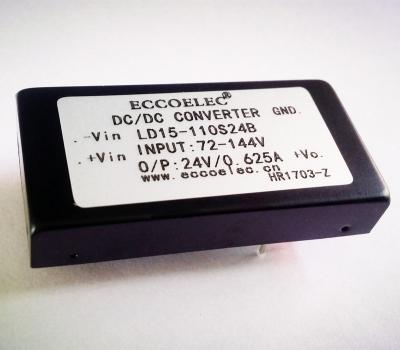 ECCOELEC®
DC/DC CONVERTER GND.
.-Vin LD15-110S24B
.+Vin INPUT:72-144V
O/P:24V/0.625A +Vo.
www.eccoelec.cn
HR1703-Z